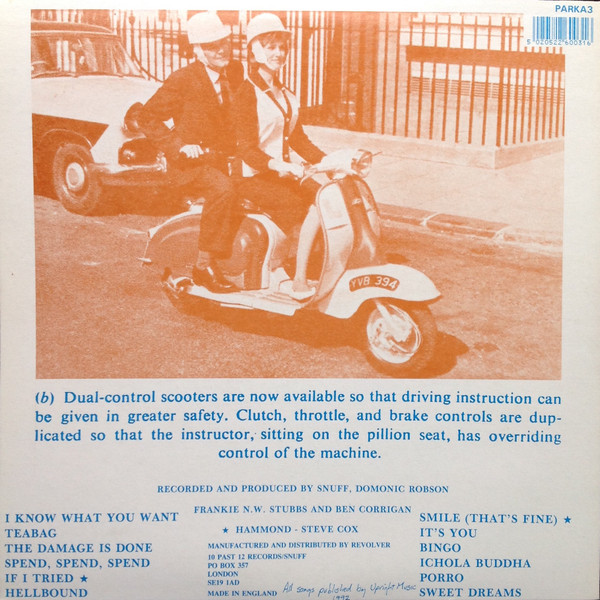 PARKA3
5 020522 600316
YVB 394
(b) Dual-control scooters are now available so that driving instruction can
be given in greater safety. Clutch, throttle, and brake controls are dup-
licated so that the instructor, sitting on the pillion seat, has overriding
control of the machine.
RECORDED AND PRODUCED BY SNUFF, DOMONIC ROBSON
FRANKIE N.W. STUBBS AND BEN CORRIGAN
★ HAMMOND - STEVE COX
MANUFACTURED AND DISTRIBUTED BY REVOLVER
10 PAST 12 RECORDS/SNUFF
PO BOX 357
LONDON
SE19 1AD
MADE IN ENGLAND
All songs published by Upright Music
1992
I KNOW WHAT YOU WANT
TEABAG
THE DAMAGE IS DONE
SPEND, SPEND, SPEND
IF I TRIED ★
HELLBOUND
SMILE (THAT'S FINE) ★
IT'S YOU
BINGO
ICHOLA BUDDHA
PORRO
SWEET DREAMS